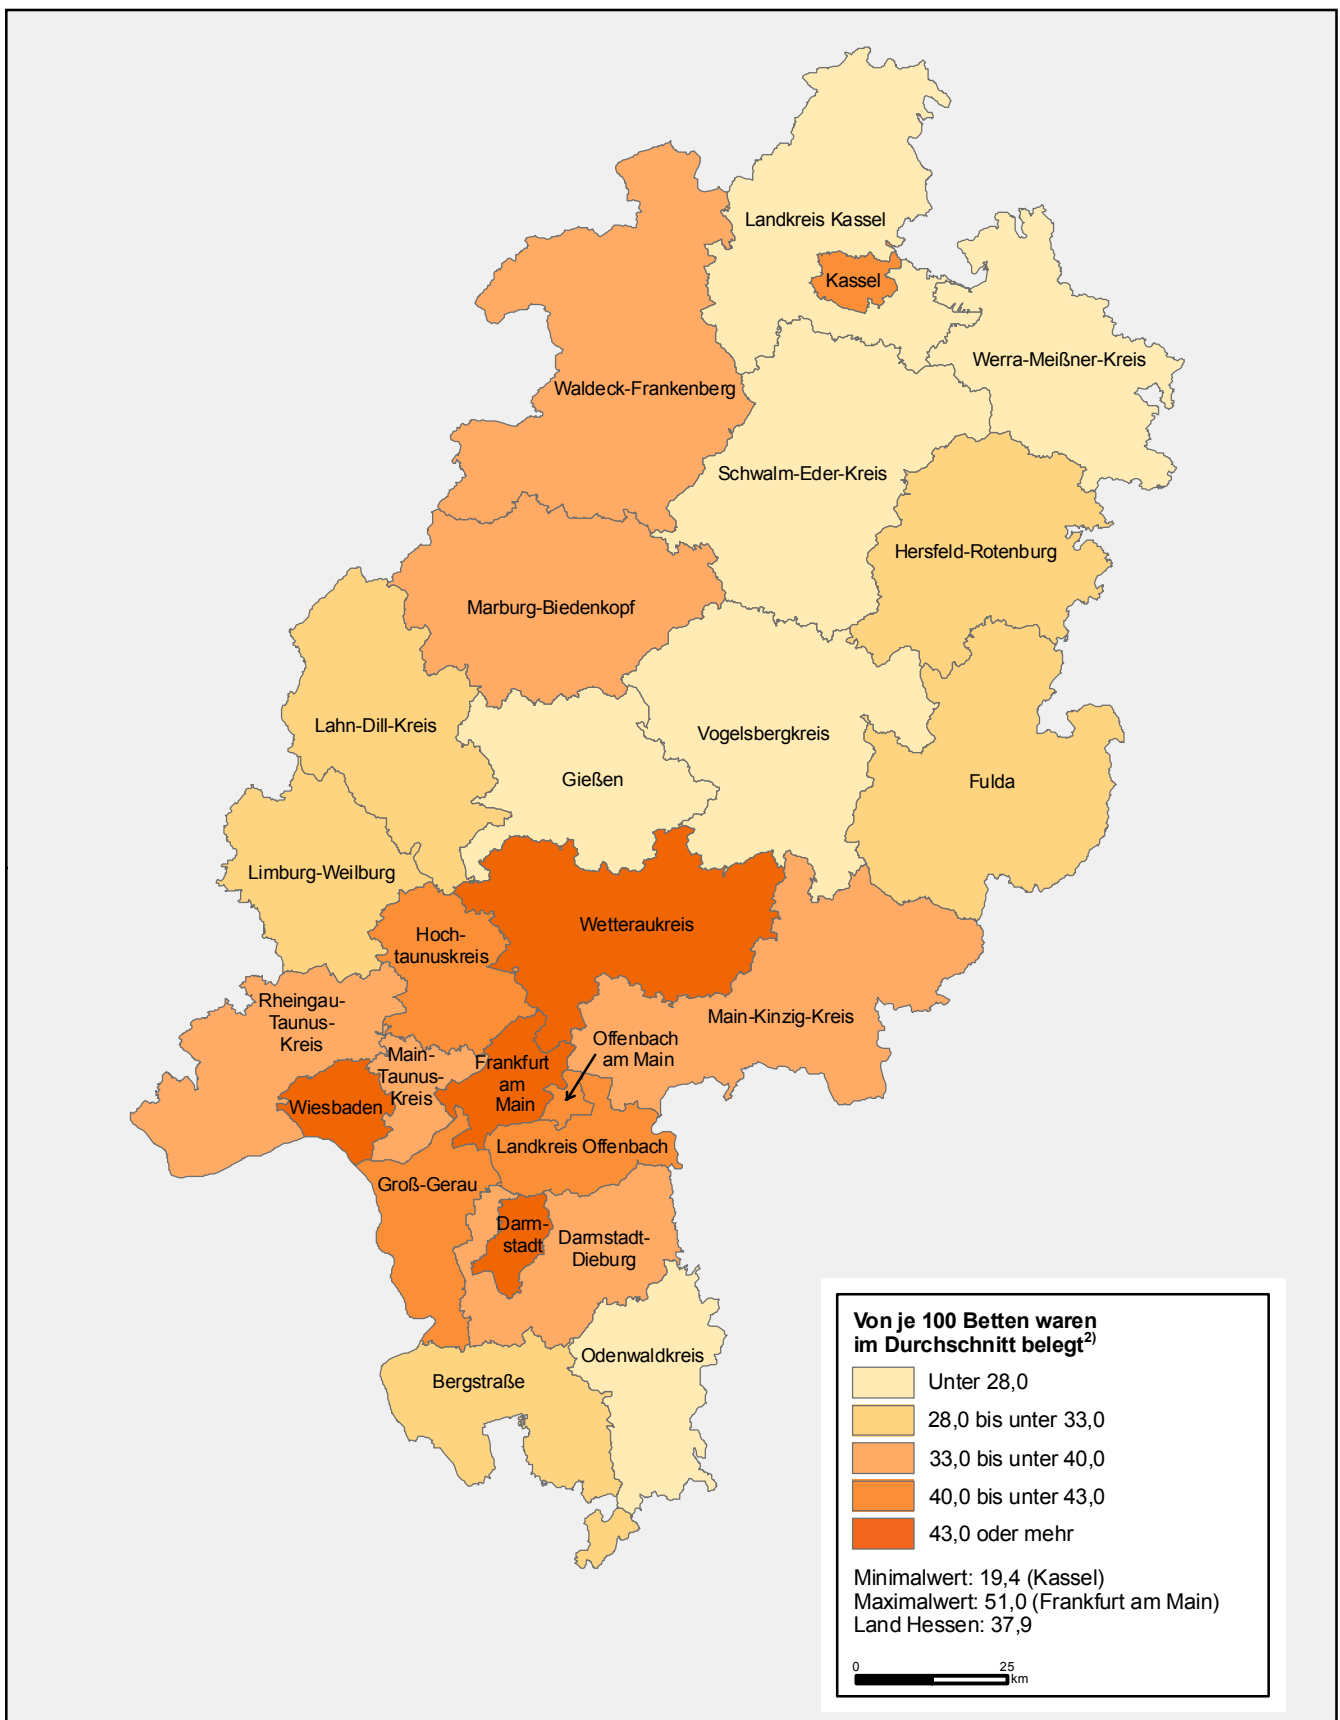 Landkreis Kassel
Kassel
Werra-Meißner-Kreis
Waldeck-Frankenberg
Schwalm-Eder-Kreis
Hersfeld-Rotenburg
Marburg-Biedenkopf
Lahn-Dill-Kreis
Vogelsbergkreis
Gießen
Fulda
Limburg-Weilburg
Wetteraukreis
Hoch-
taunuskreis
Rheingau-
Taunus-
Kreis
Main-Kinzig-Kreis
Offenbach
am Main
Main-
Taunus-
Kreis
Frankfurt
am
Main
Wiesbaden
Landkreis Offenbach
Groß-Gerau
Darm-
stadt
Darmstadt-
Dieburg
Odenwaldkreis
Bergstraße
Von je 100 Betten waren
im Durchschnitt belegt²⁾
Unter 28,0
28,0 bis unter 33,0
33,0 bis unter 40,0
40,0 bis unter 43,0
43,0 oder mehr
Minimalwert: 19,4 (Kassel)
Maximalwert: 51,0 (Frankfurt am Main)
Land Hessen: 37,9
0 25
km